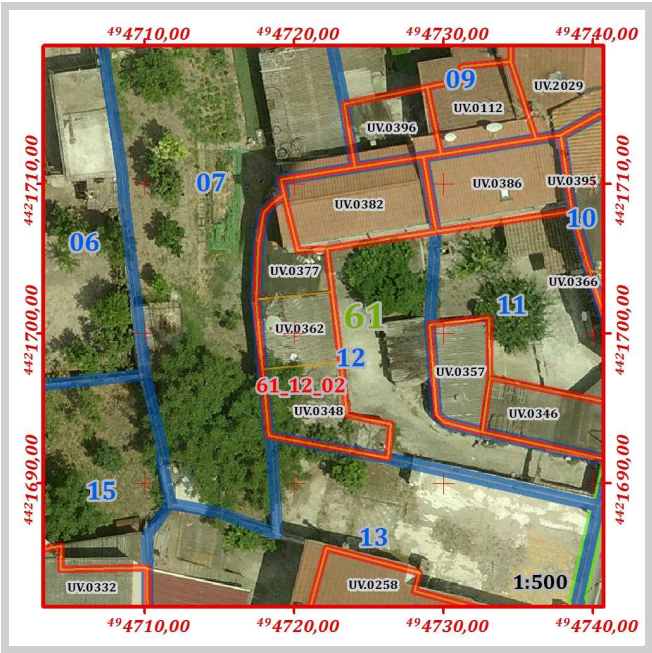 ⁴⁹4710,00 ⁴⁹4720,00 ⁴⁹4730,00 ⁴⁹4740,00
09
UV.2029
UV.0112
UV.0396
⁴⁴²¹710,00 ⁴⁴²¹710,00
07
UV.0386
UV.0395
UV.0382
10
06
UV.0377
UV.0366
11
61
⁴⁴²¹700,00 UV.0362 ⁴⁴²¹700,00
12
UV.0357
61_12_02
UV.0348
UV.0346
15
⁴⁴²¹690,00 ⁴⁴²¹690,00
13
1:500
UV.0332
UV.0258
⁴⁹4710,00 ⁴⁹4720,00 ⁴⁹4730,00 ⁴⁹4740,00